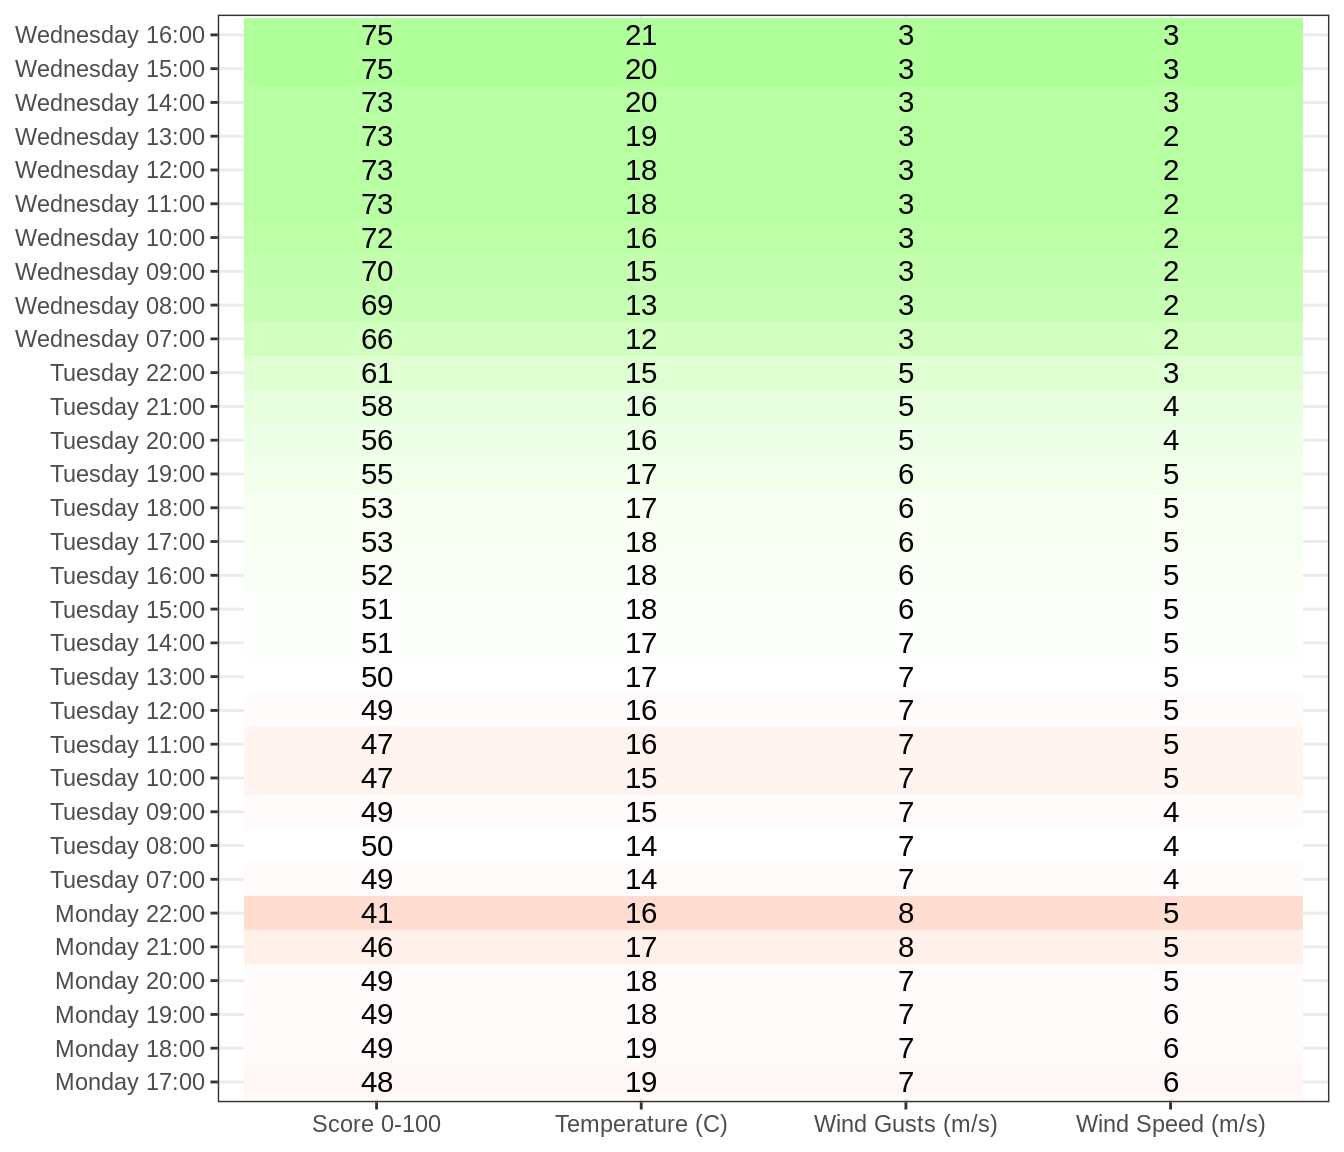 Wednesday 16:00 75 21 3 3
Wednesday 15:00 75 20 3 3
Wednesday 14:00 73 20 3 3
Wednesday 13:00 73 19 3 2
Wednesday 12:00 73 18 3 2
Wednesday 11:00 73 18 3 2
Wednesday 10:00 72 16 3 2
Wednesday 09:00 70 15 3 2
Wednesday 08:00 69 13 3 2
Wednesday 07:00 66 12 3 2
Tuesday 22:00 61 15 5 3
Tuesday 21:00 58 16 5 4
Tuesday 20:00 56 16 5 4
Tuesday 19:00 55 17 6 5
Tuesday 18:00 53 17 6 5
Tuesday 17:00 53 18 6 5
Tuesday 16:00 52 18 6 5
Tuesday 15:00 51 18 6 5
Tuesday 14:00 51 17 7 5
Tuesday 13:00 50 17 7 5
Tuesday 12:00 49 16 7 5
Tuesday 11:00 47 16 7 5
Tuesday 10:00 47 15 7 5
Tuesday 09:00 49 15 7 4
Tuesday 08:00 50 14 7 4
Tuesday 07:00 49 14 7 4
Monday 22:00 41 16 8 5
Monday 21:00 46 17 8 5
Monday 20:00 49 18 7 5
Monday 19:00 49 18 7 6
Monday 18:00 49 19 7 6
Monday 17:00 48 19 7 6
Score 0-100 Temperature (C) Wind Gusts (m/s) Wind Speed (m/s)